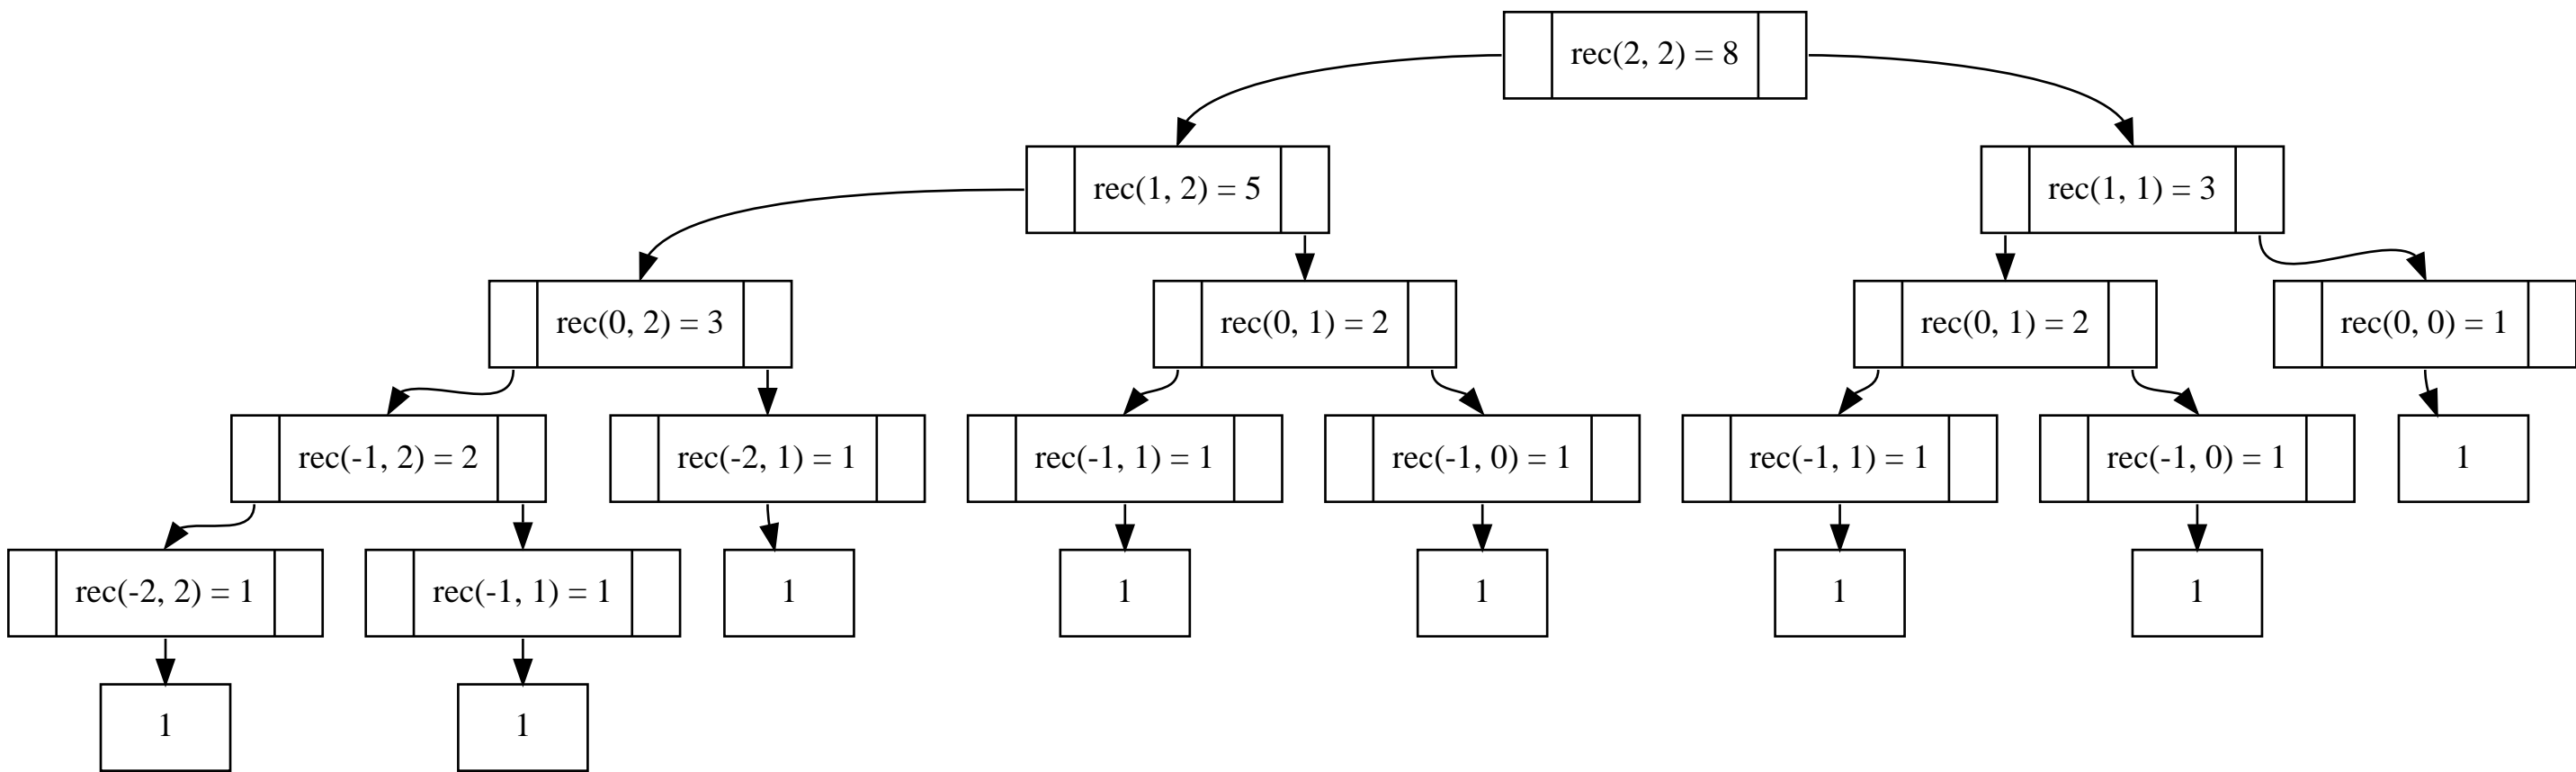 rec(2, 2) = 8
rec(1, 2) = 5
rec(1, 1) = 3
rec(0, 2) = 3
rec(0, 1) = 2
rec(0, 1) = 2
rec(0, 0) = 1
rec(-1, 2) = 2
rec(-2, 1) = 1
rec(-1, 1) = 1
rec(-1, 0) = 1
rec(-1, 1) = 1
rec(-1, 0) = 1
1
rec(-2, 2) = 1
rec(-1, 1) = 1
1
1
1
1
1
1
1